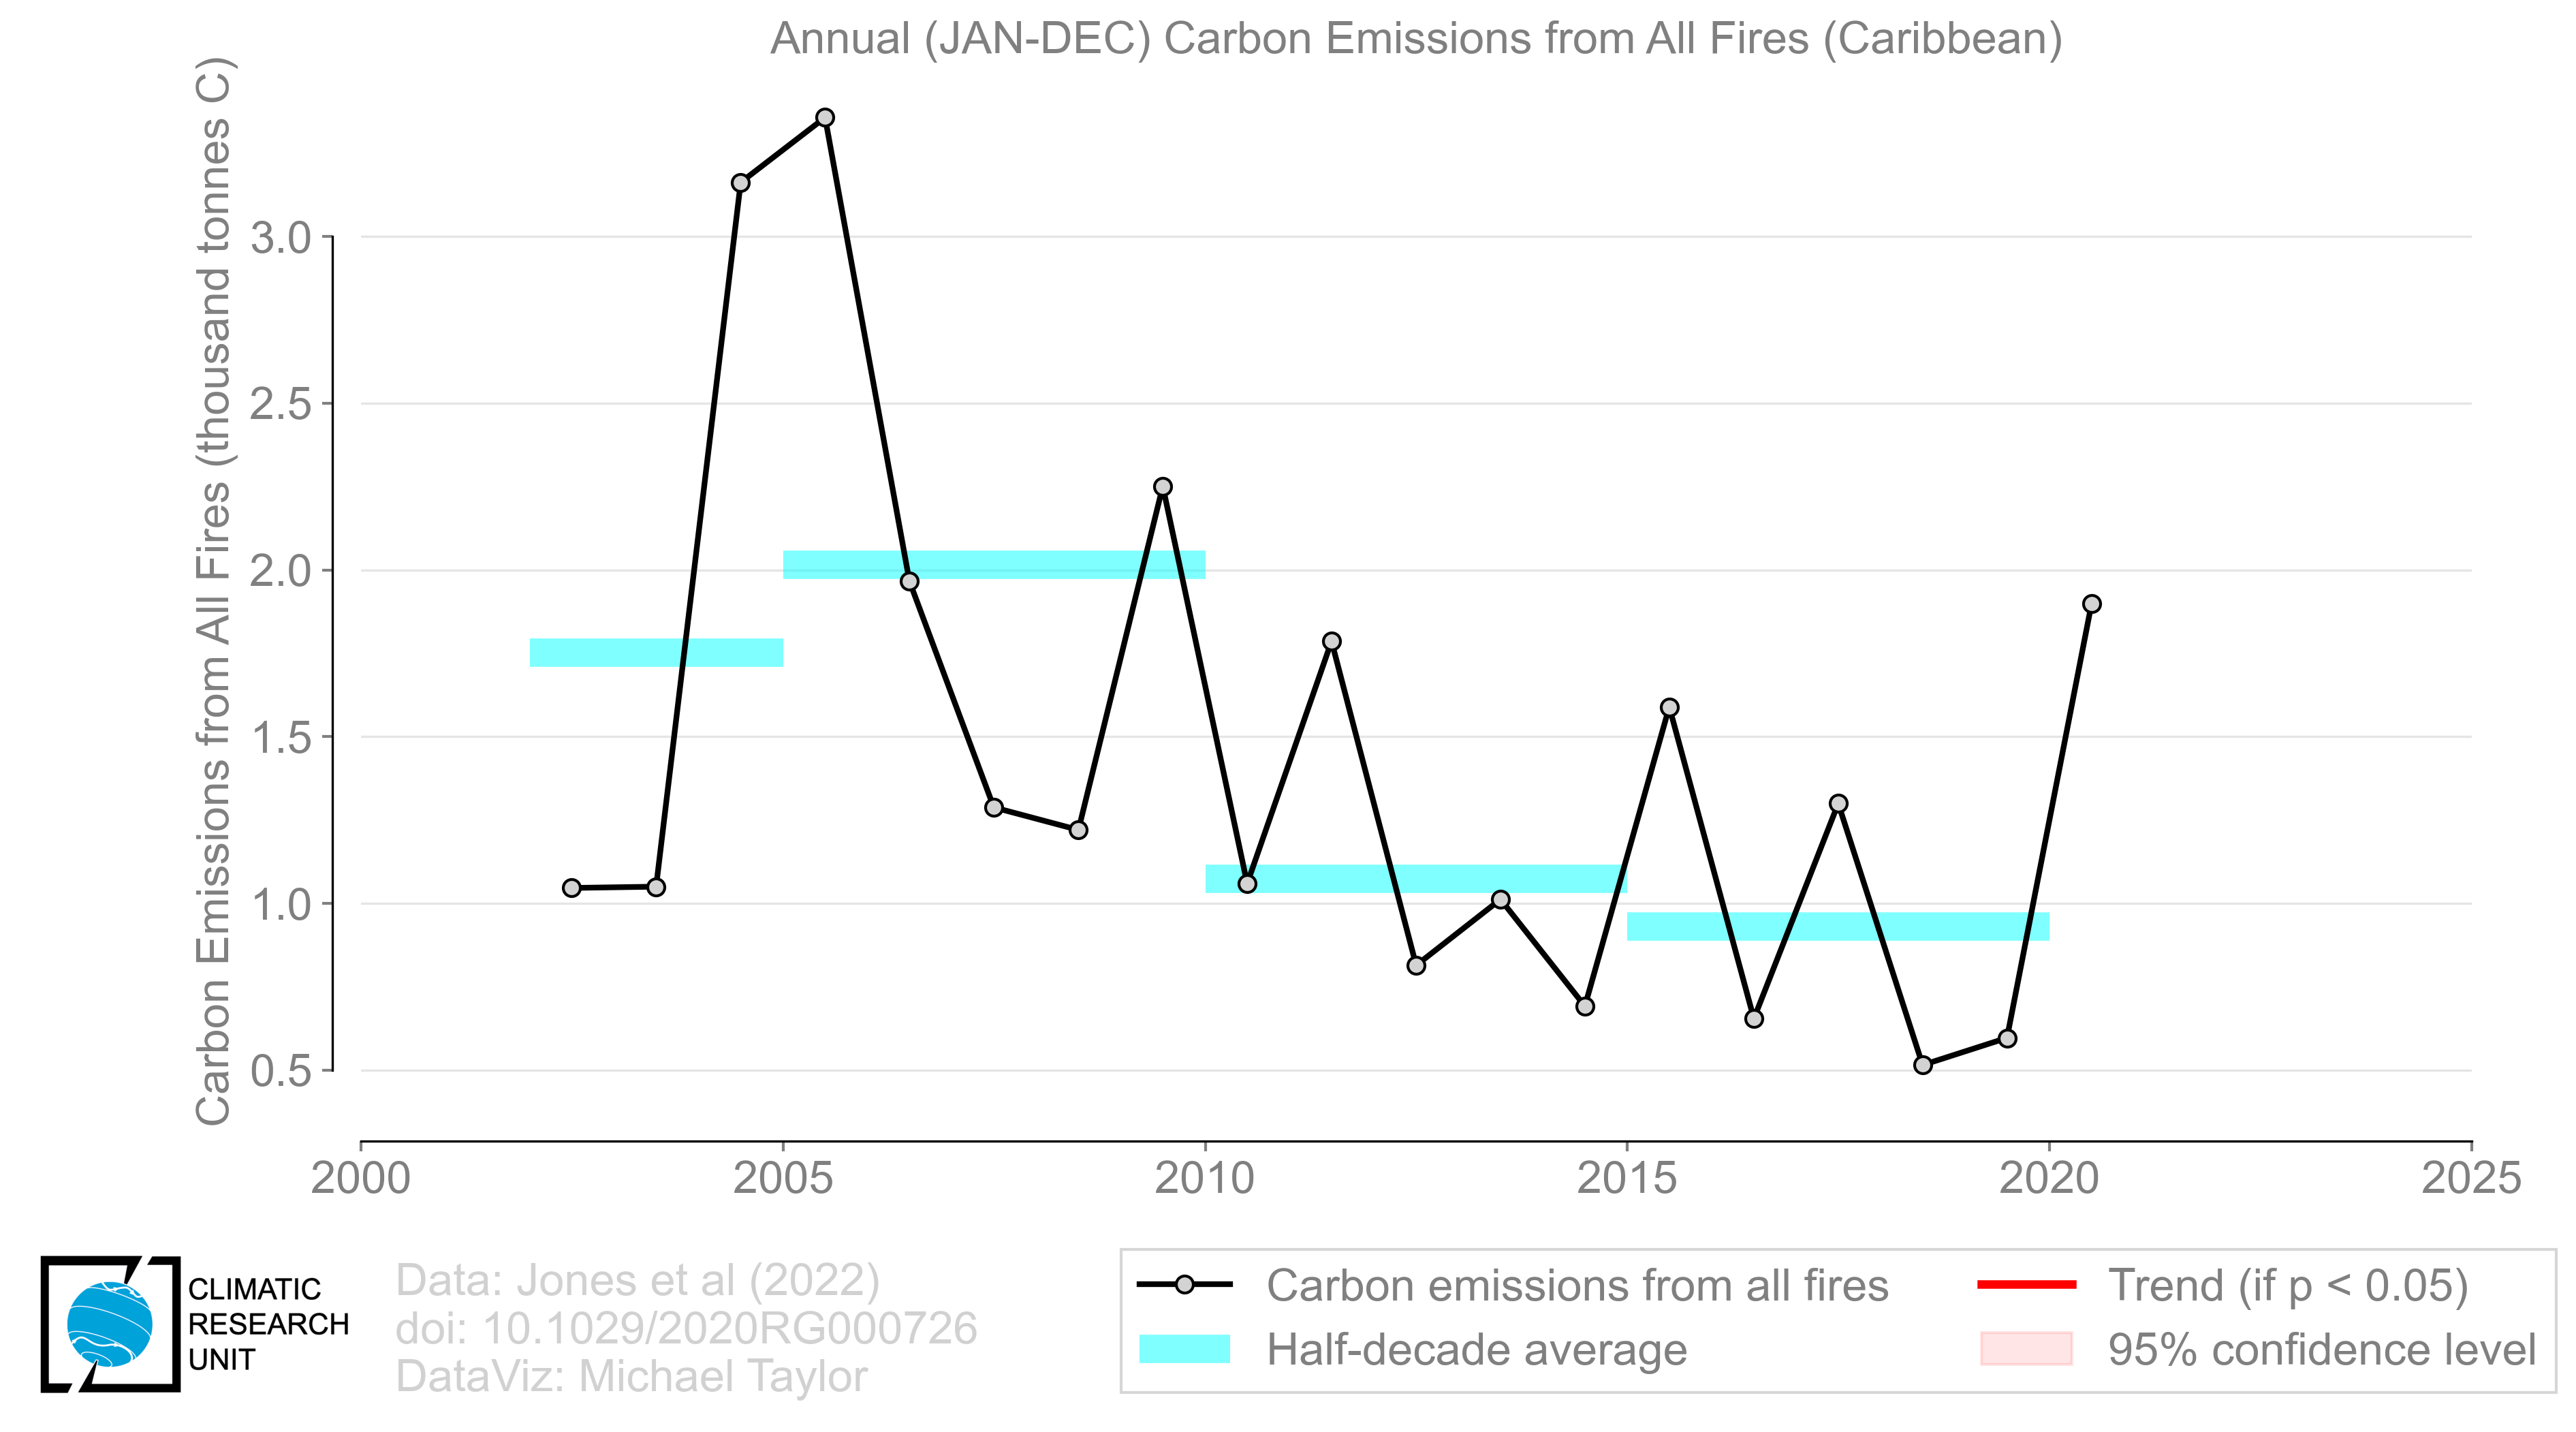 Annual (JAN-DEC) Carbon Emissions from All Fires (Caribbean)
Carbon Emissions from All Fires (thousand tonnes C)
3.0
2.5
2.0
1.5
1.0
0.5
2000 2005 2010 2015 2020 2025
CLIMATIC
RESEARCH
UNIT
Data: Jones et al (2022)
doi: 10.1029/2020RG000726
DataViz: Michael Taylor
Carbon emissions from all fires
Half-decade average
Trend (if p < 0.05)
95% confidence level